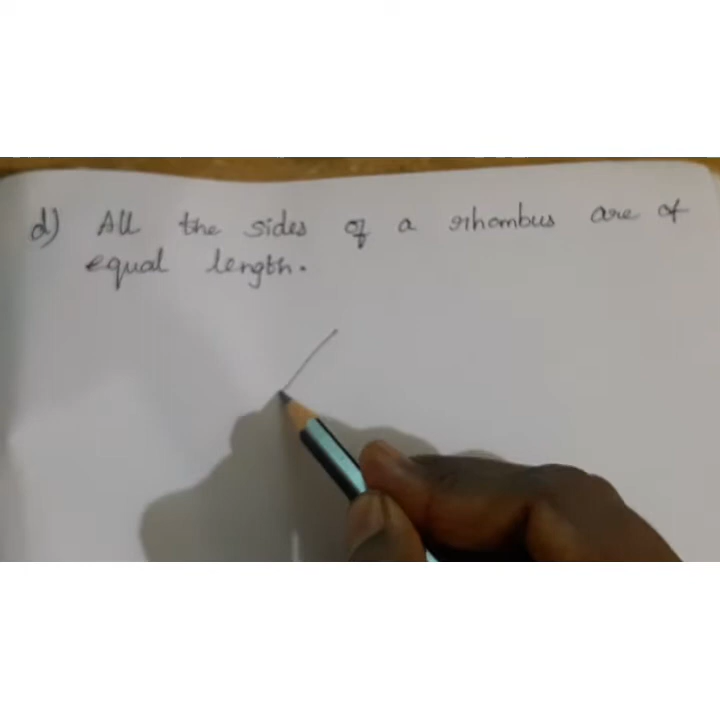 d) All the sides of a rhombus are of
equal length.